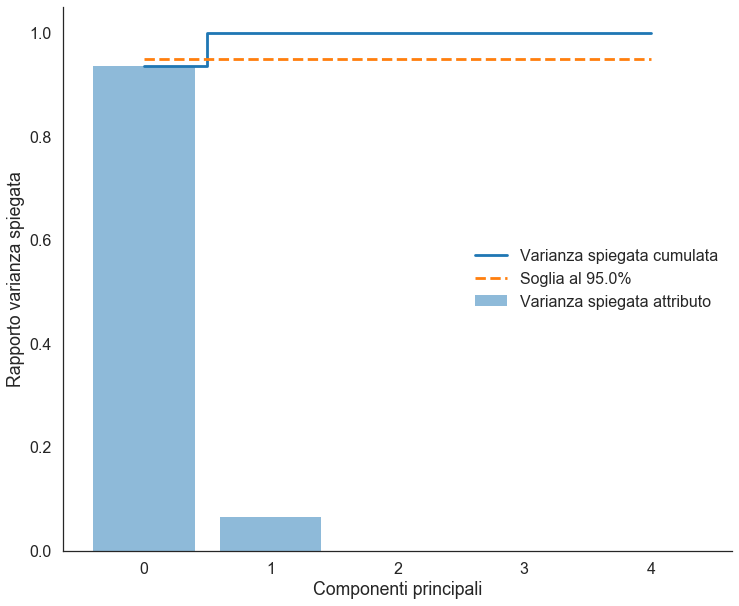 1.0
0.8
0.6
0.4
0.2
0.0
Rapporto varianza spiegata
Varianza spiegata cumulata
Soglia al 95.0%
Varianza spiegata attributo
0 1 2 3 4
Componenti principali